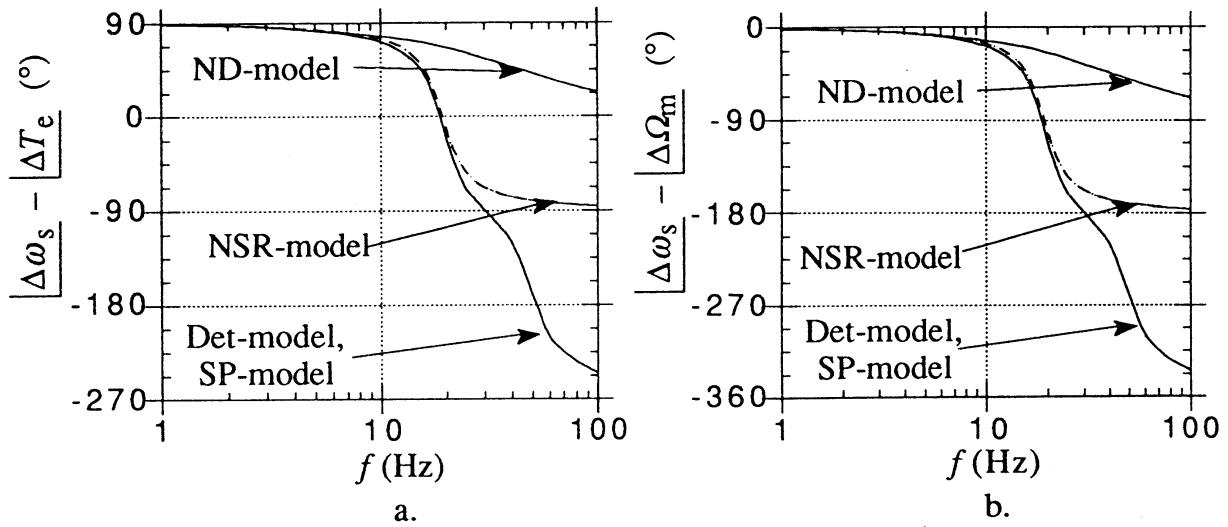 90
0
-90
-180
-270
1
10
100
Δω_s − ΔT_e (°)
ND-model
NSR-model
Det-model,
SP-model
f (Hz)
a.
0
-90
-180
-270
-360
1
10
100
Δω_s − ΔΩ_m (°)
ND-model
NSR-model
Det-model,
SP-model
f (Hz)
b.